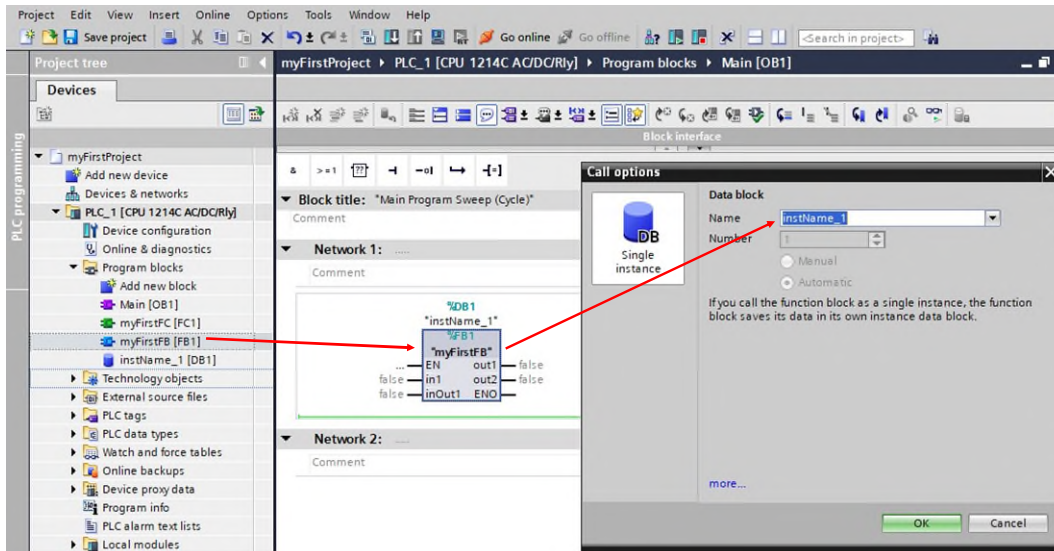 Project Edit View Insert Online Options Tools Window Help
Save project Go online Go offline <Search in project>
Project tree
myFirstProject ▸ PLC_1 [CPU 1214C AC/DC/Rly] ▸ Program blocks ▸ Main [OB1]
Devices
PLC programming
myFirstProject
Add new device
Devices & networks
PLC_1 [CPU 1214C AC/DC/Rly]
Device configuration
Online & diagnostics
Program blocks
Add new block
Main [OB1]
myFirstFC [FC1]
myFirstFB [FB1]
instName_1 [DB1]
Technology objects
External source files
PLC tags
PLC data types
Watch and force tables
Online backups
Device proxy data
Program info
PLC alarm text lists
Local modules
Block interface
& >=1 ?? -[=]
Block title: "Main Program Sweep (Cycle)"
Comment
Network 1: .....
Comment
%DB1
"instName_1"
%FB1
"myFirstFB"
... EN out1 false
false in1 out2 false
false inOut1 ENO
Network 2: .....
Comment
Call options
DB
Single
instance
Data block
Name instName_1
Number 1
Manual
Automatic
If you call the function block as a single instance, the function
block saves its data in its own instance data block.
more...
OK Cancel